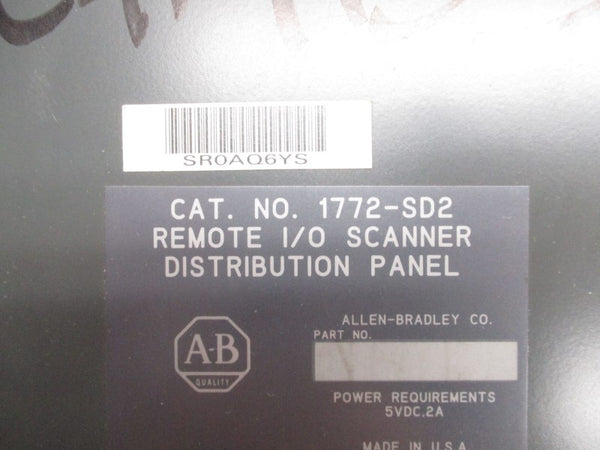 SR0AQ6YS
CAT. NO. 1772-SD2
REMOTE I/O SCANNER
DISTRIBUTION PANEL
ALLEN-BRADLEY CO.
PART NO.
A-B
QUALITY
POWER REQUIREMENTS
5VDC,2A
MADE IN U.S.A